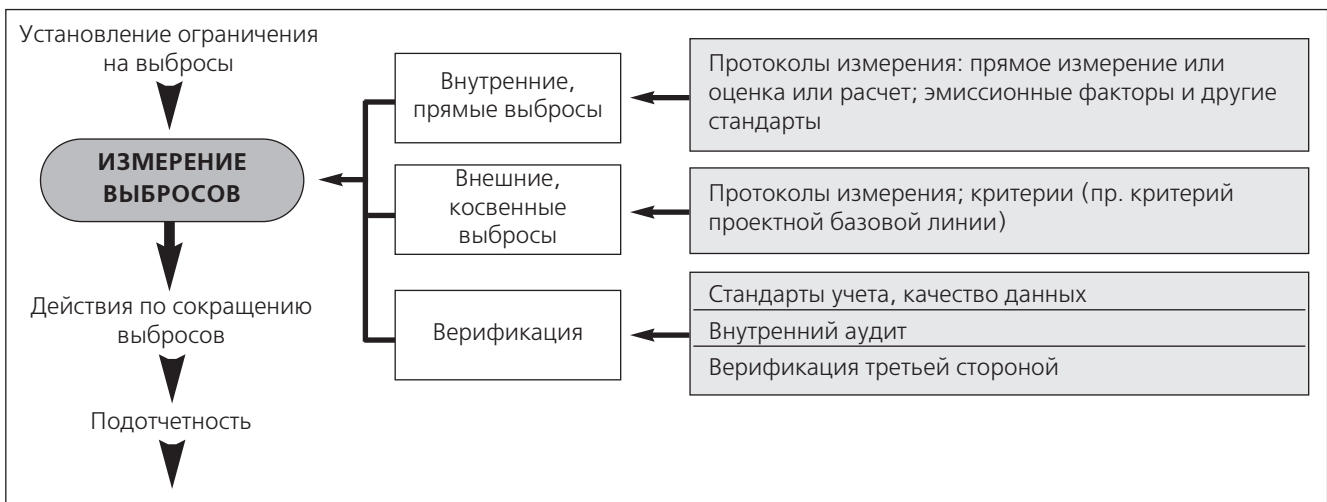 Установление ограничения
на выбросы
ИЗМЕРЕНИЕ
ВЫБРОСОВ
Действия по сокращению
выбросов
Подотчетность
Внутренние,
прямые выбросы
Протоколы измерения: прямое измерение или
оценка или расчет; эмиссионные факторы и другие
стандарты
Внешние,
косвенные
выбросы
Протоколы измерения; критерии (пр. критерий
проектной базовой линии)
Верификация
Стандарты учета, качество данных
Внутренний аудит
Верификация третьей стороной